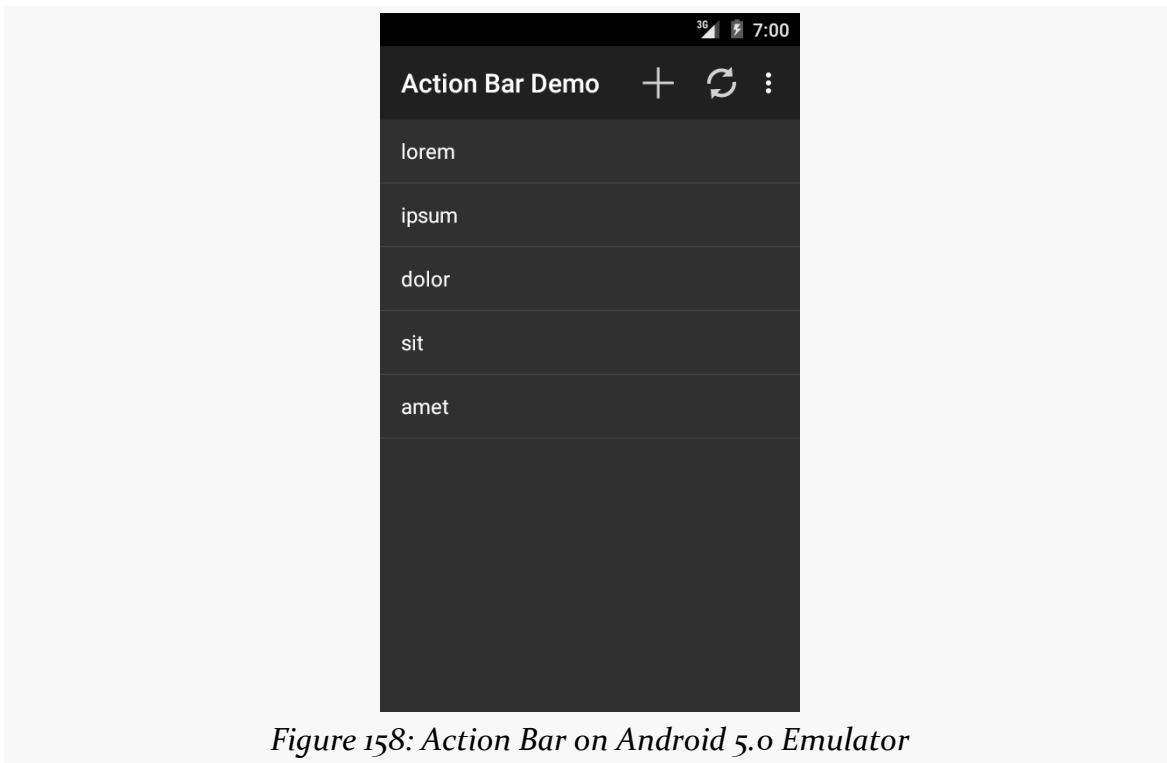 3G 7:00
Action Bar Demo
lorem
ipsum
dolor
sit
amet
Figure 158: Action Bar on Android 5.0 Emulator